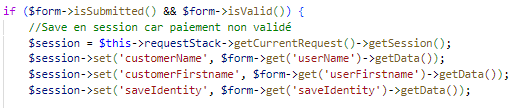 if ($form->isSubmitted() && $form->isValid()) {
//Save en session car paiement non validé
$session = $this->requestStack->getCurrentRequest()->getSession();
$session->set('customerName', $form->get('userName')->getData());
$session->set('customerFirstname', $form->get('userFirstname')->getData());
$session->set('saveIdentity', $form->get('saveIdentity')->getData());